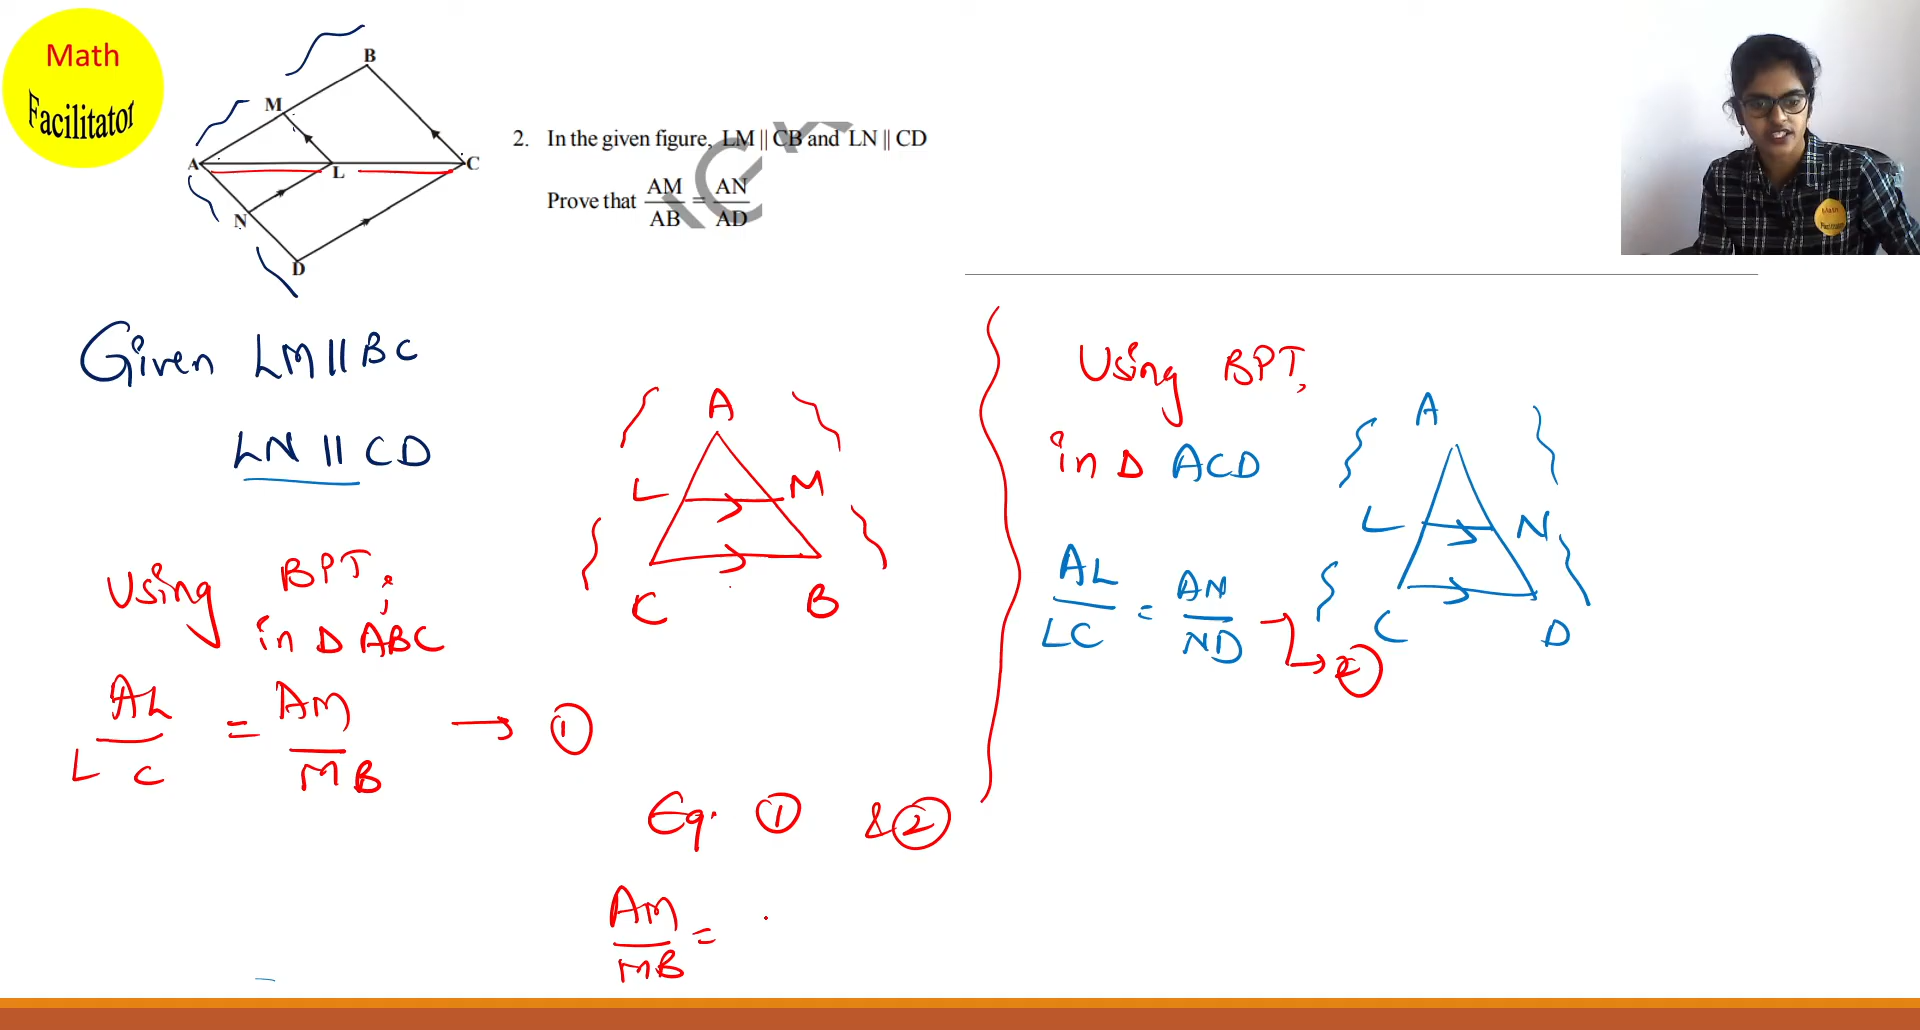 Math
Facilitator
B
M
A
L
C
N
D
2. In the given figure, LM || CB and LN || CD
Prove that AM/AB = AN/AD
Math
Facilitator
Given LM || BC
LN || CD
Using BPT,
in Δ ABC
AL/LC = AM/MB → ①
A
L M
C B
Eq. ① & ②
AM/MB =
Using BPT,
in Δ ACD
AL/LC = AN/ND → ②
A
L N
C D